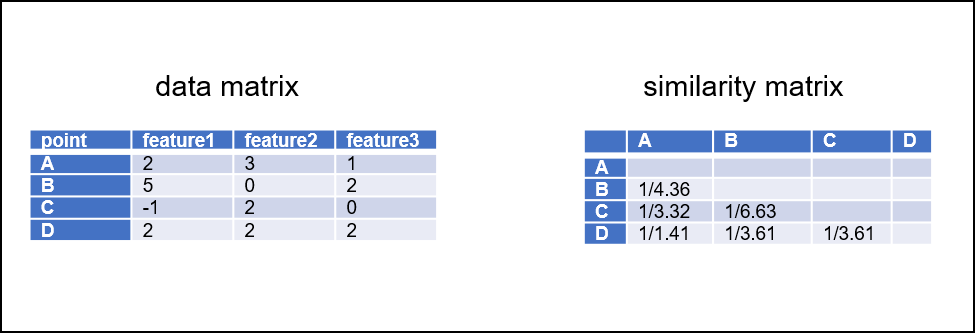 data matrix
similarity matrix
point feature1 feature2 feature3
A 2 3 1
B 5 0 2
C -1 2 0
D 2 2 2
A B C D
A
B 1/4.36
C 1/3.32 1/6.63
D 1/1.41 1/3.61 1/3.61